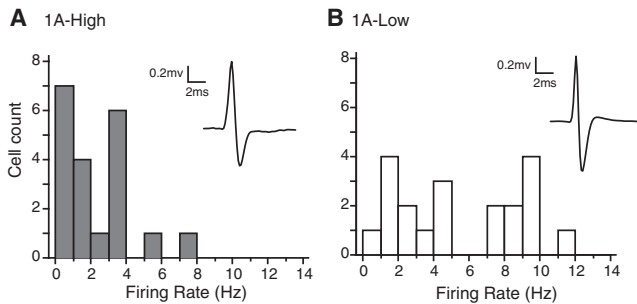 A 1A-High
8
6
4
2
0
Cell count
0.2mv
2ms
0 2 4 6 8 10 12 14
Firing Rate (Hz)
B 1A-Low
8
6
4
2
0
0.2mv
2ms
0 2 4 6 8 10 12 14
Firing Rate (Hz)